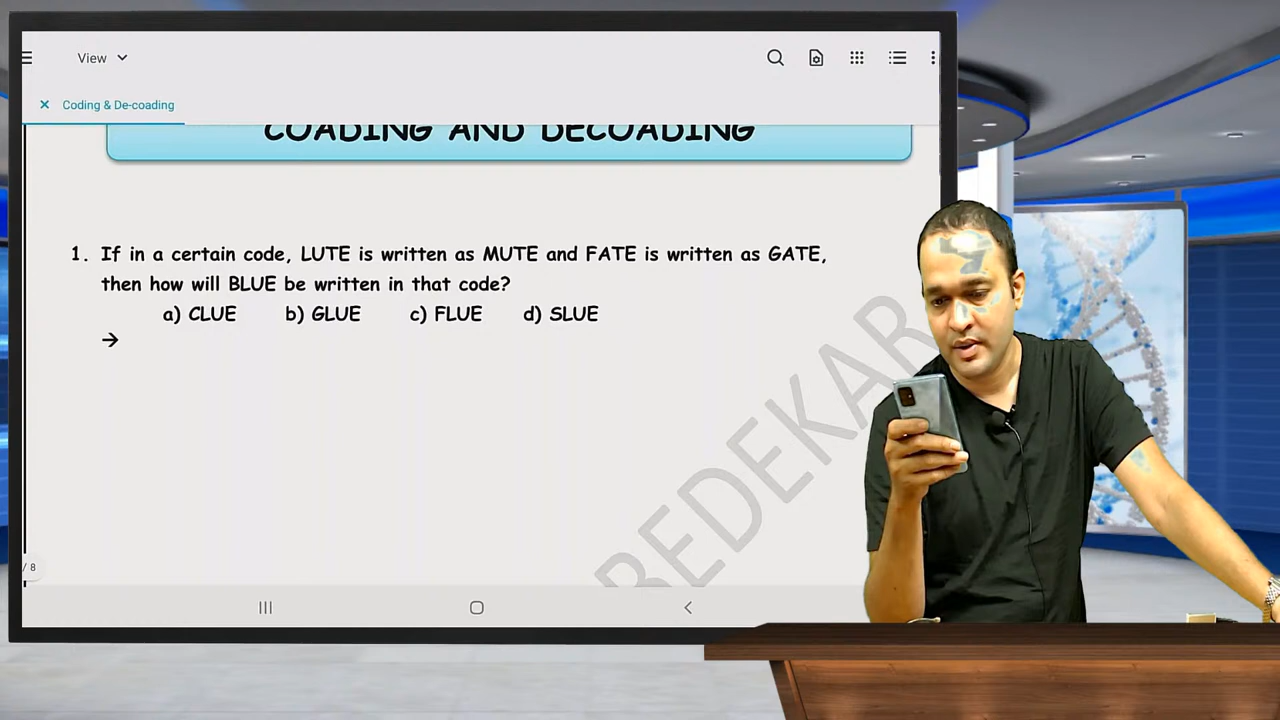 View
Coding & De-coading
COADING AND DECOADING
1. If in a certain code, LUTE is written as MUTE and FATE is written as GATE,
then how will BLUE be written in that code?
a) CLUE b) GLUE c) FLUE d) SLUE
→
BEDEKAR
/ 8